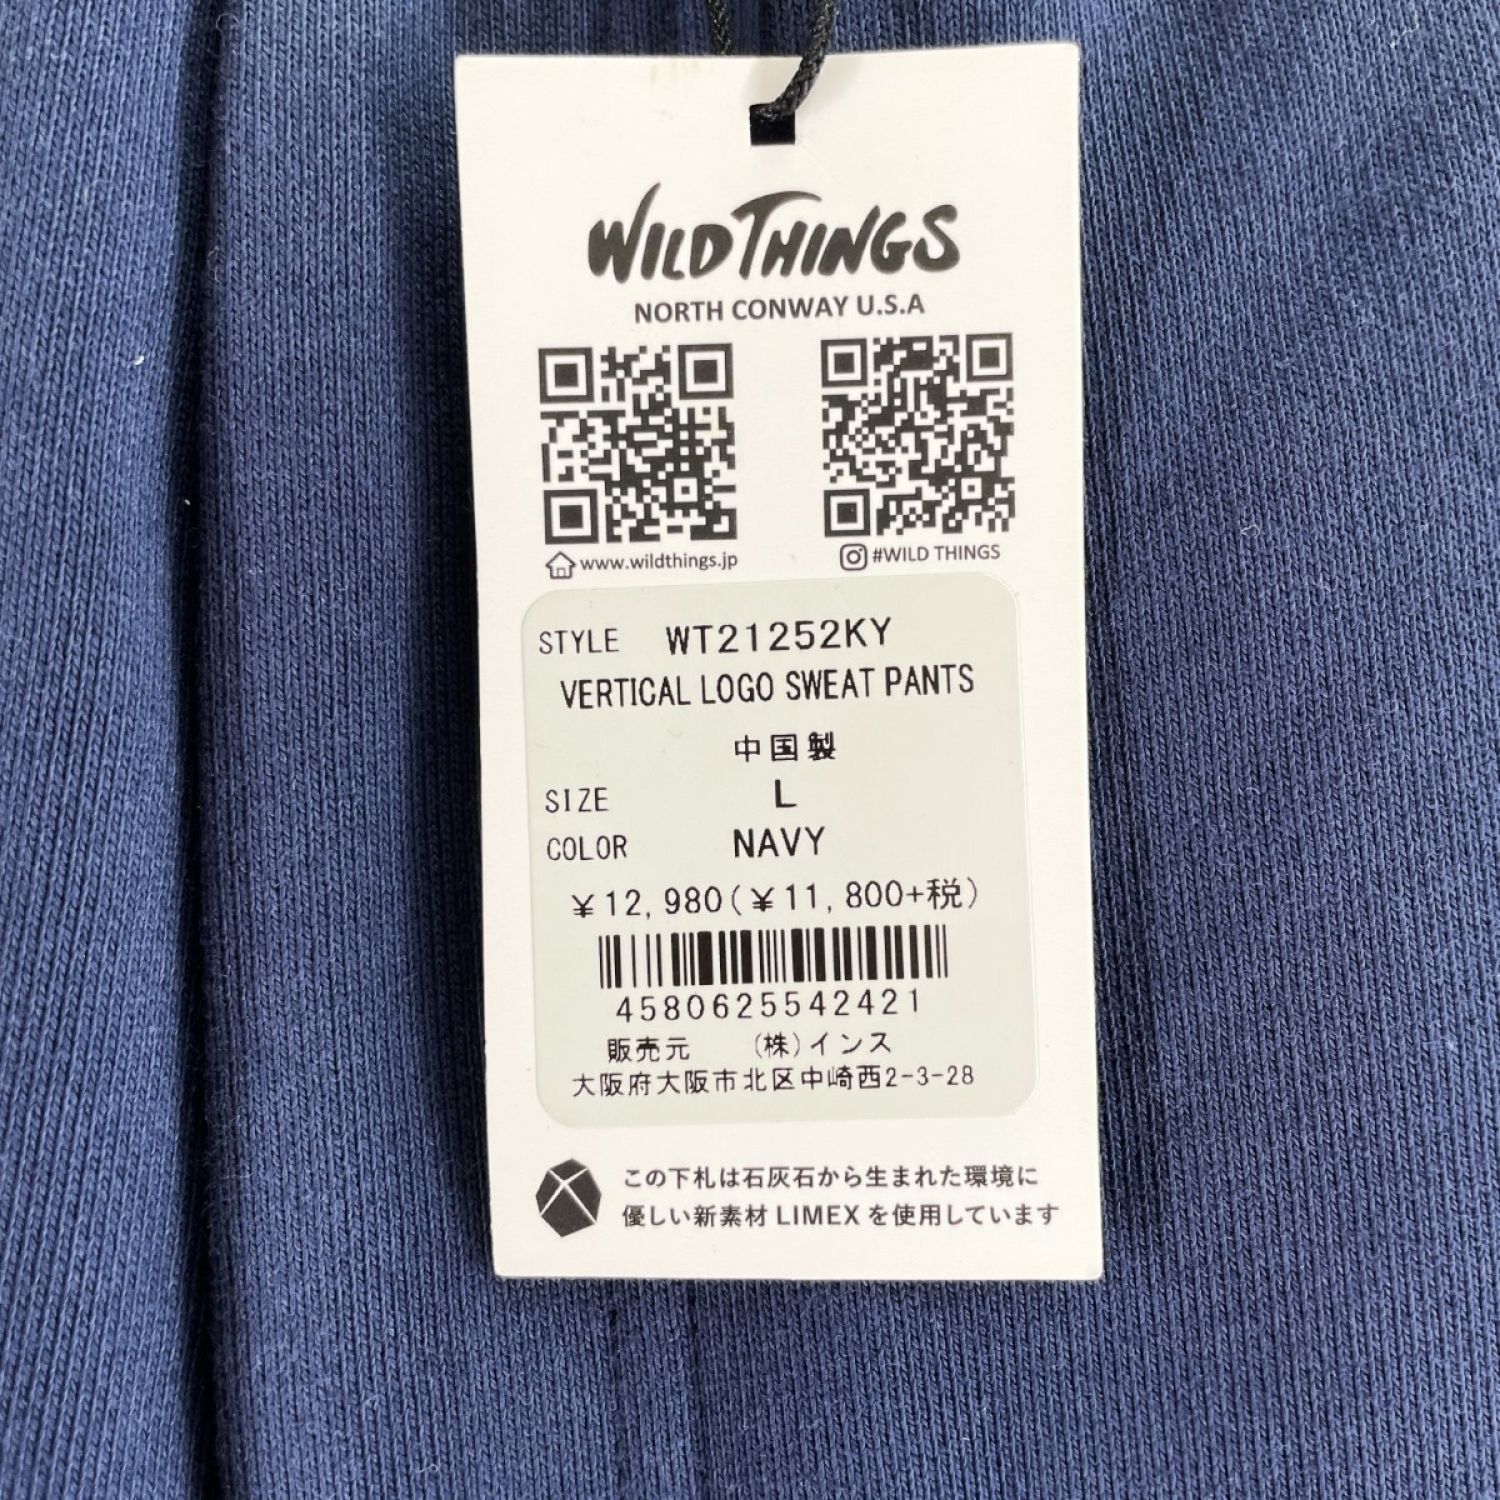 WILD THINGS
NORTH CONWAY U.S.A
www.wildthings.jp
#WILD THINGS
STYLE WT21252KY
VERTICAL LOGO SWEAT PANTS
中国製
SIZE L
COLOR NAVY
¥12,980(¥11,800+税)
4580625542421
販売元 (株)インス
大阪府大阪市北区中崎西2-3-28
この下札は石灰石から生まれた環境に
優しい新素材 LIMEX を使用しています